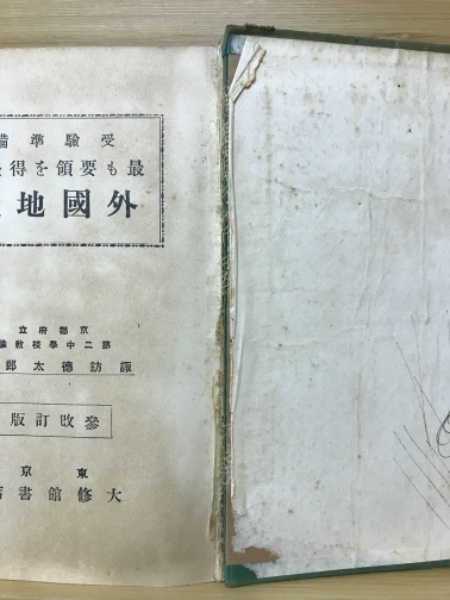 受驗準備
最も要領を得
外國地
京都府立
第二中學校教諭
諏訪德太郎
參改訂版
東京
大修館書店